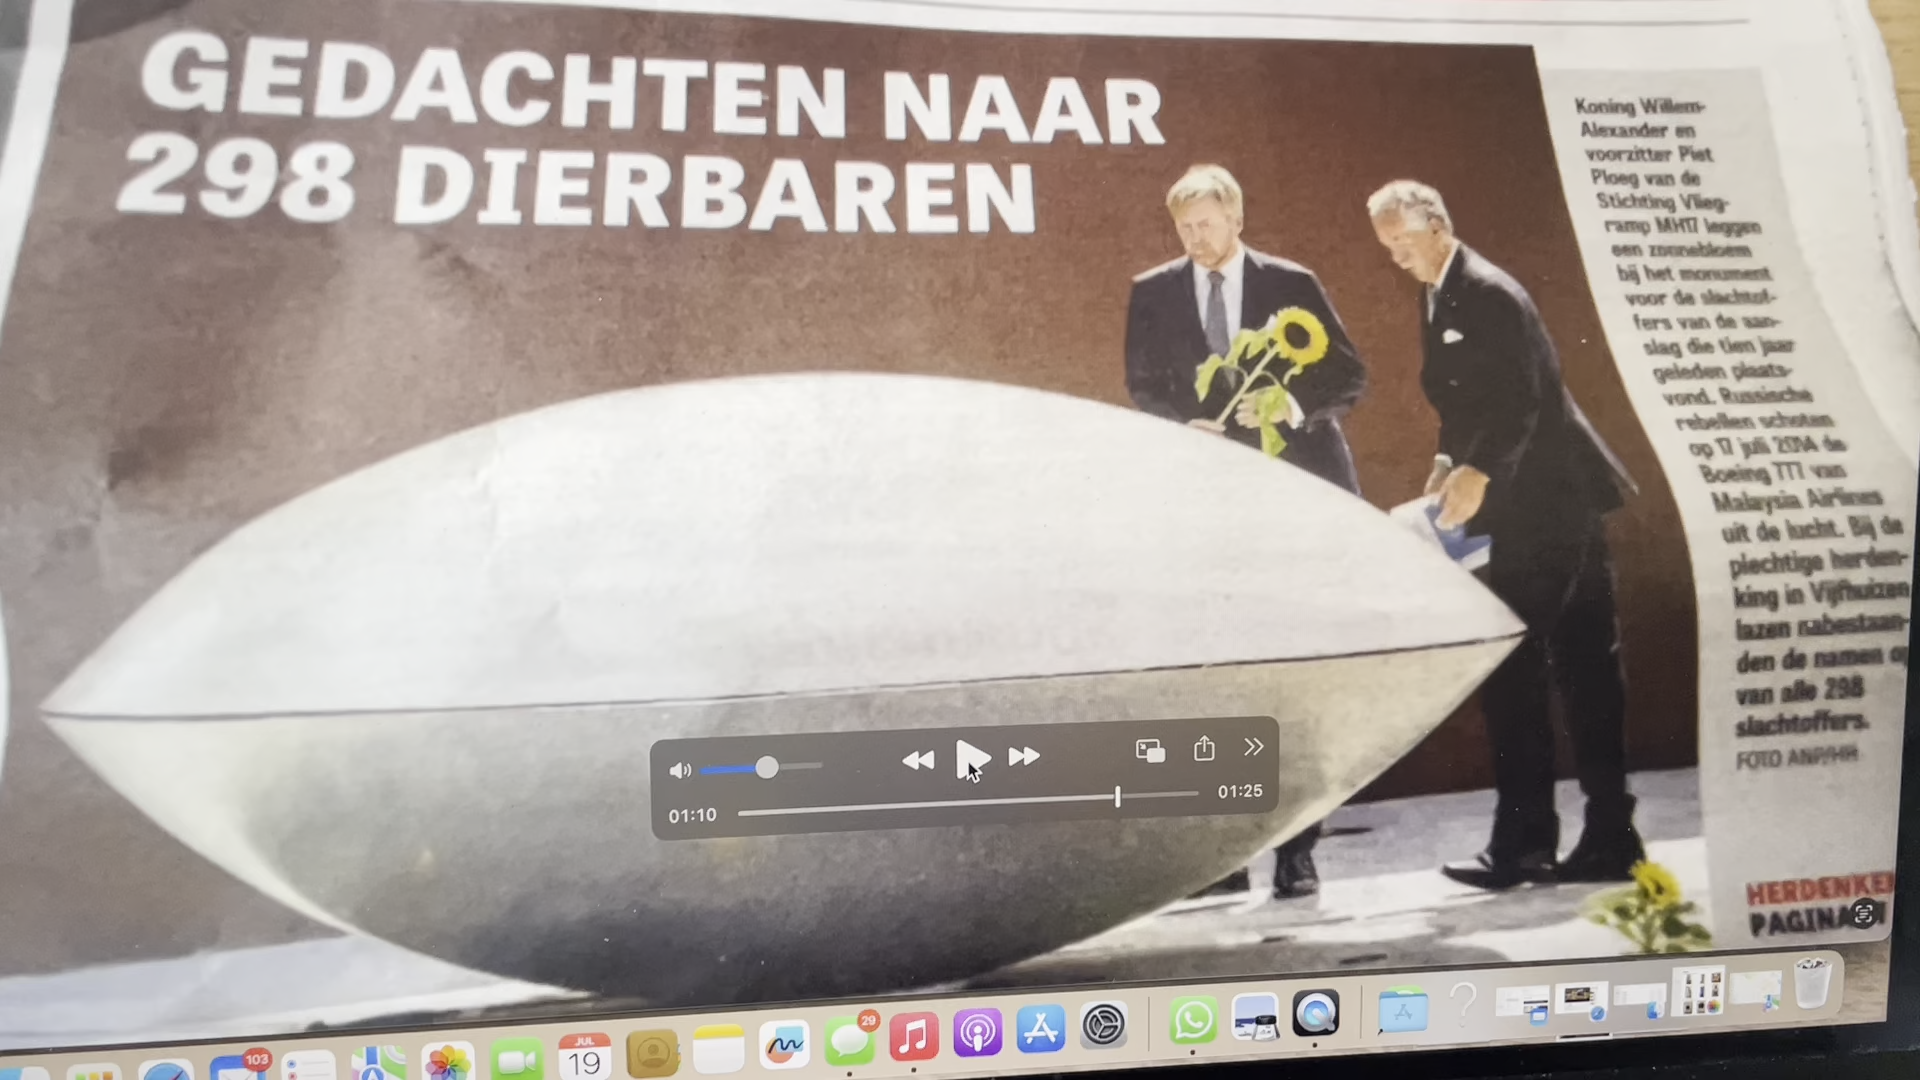 GEDACHTEN NAAR
298 DIERBAREN
Koning Willem-
Alexander en
voorzitter Piet
Ploeg van de
Stichting Vlieg-
ramp MH17 leggen
een zonnebloem
bij het monument
voor de slachtof-
fers van de aan-
slag die tien jaar
geleden plaats-
vond. Russische
rebellen schoten
op 17 juli 2014 de
Boeing 777 van
Malaysia Airlines
uit de lucht. Bij de
plechtige herden-
king in Vijfhuizen
lazen nabestaan-
den de namen
van alle 298
slachtoffers.
FOTO ANP/HH
01:10
01:25
103
29
JUL
19